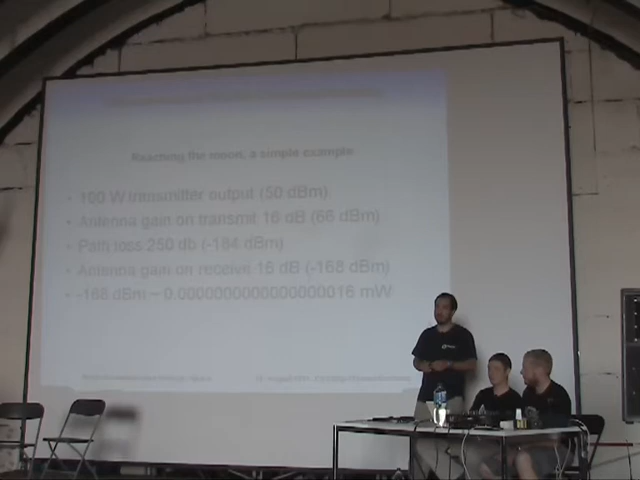 Reaching the moon, a simple example
• 100 W transmitter output (50 dBm)
• Antenna gain on transmit 16 dB (66 dBm)
• Path loss 250 db (-184 dBm)
• Antenna gain on receive 16 dB (-168 dBm)
• -168 dBm ~ 0.000000000000000016 mW